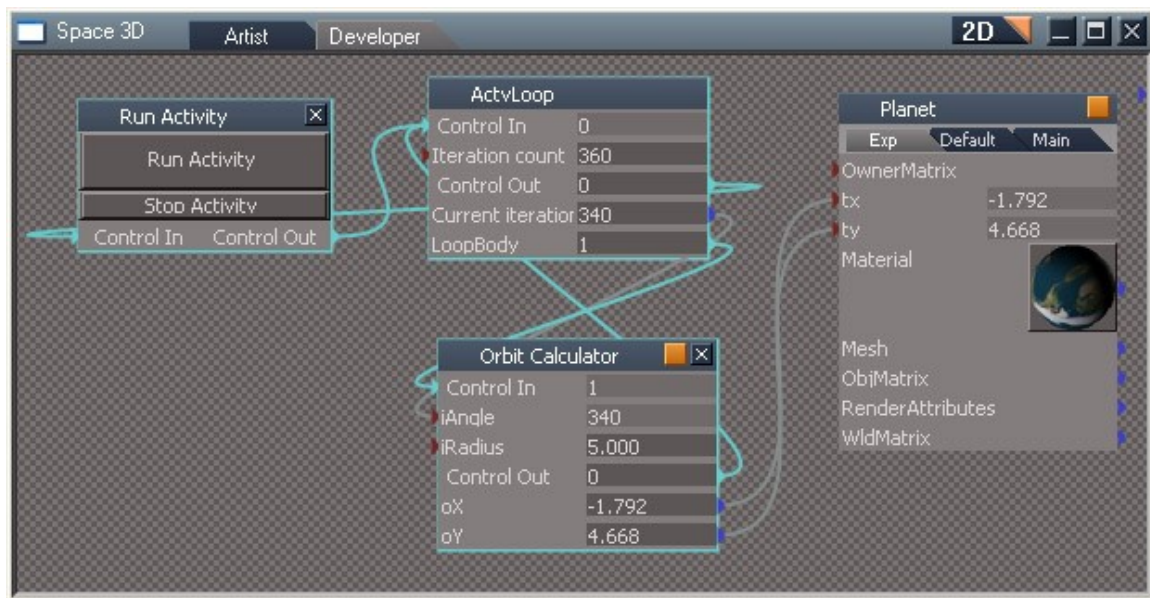 Space 3D Artist Developer 2D
Run Activity
Run Activity
Stop Activity
Control In Control Out
ActvLoop
Control In 0
Iteration count 360
Control Out 0
Current iteration 340
LoopBody 1
Planet
Exp Default Main
OwnerMatrix
tx -1.792
ty 4.668
Material
Mesh
ObjMatrix
RenderAttributes
WldMatrix
Orbit Calculator
Control In 1
iAngle 340
iRadius 5.000
Control Out 0
oX -1.792
oY 4.668